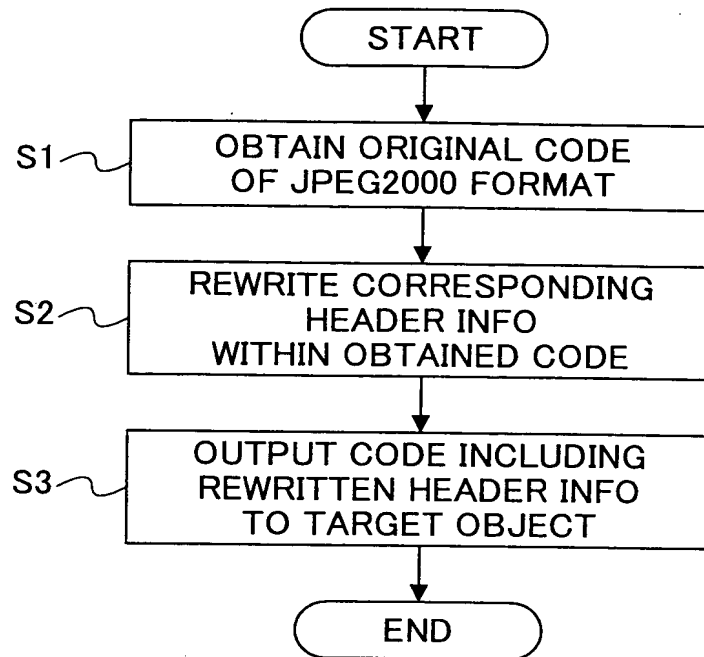 START
S1
OBTAIN ORIGINAL CODE
OF JPEG2000 FORMAT
S2
REWRITE CORRESPONDING
HEADER INFO
WITHIN OBTAINED CODE
S3
OUTPUT CODE INCLUDING
REWRITTEN HEADER INFO
TO TARGET OBJECT
END